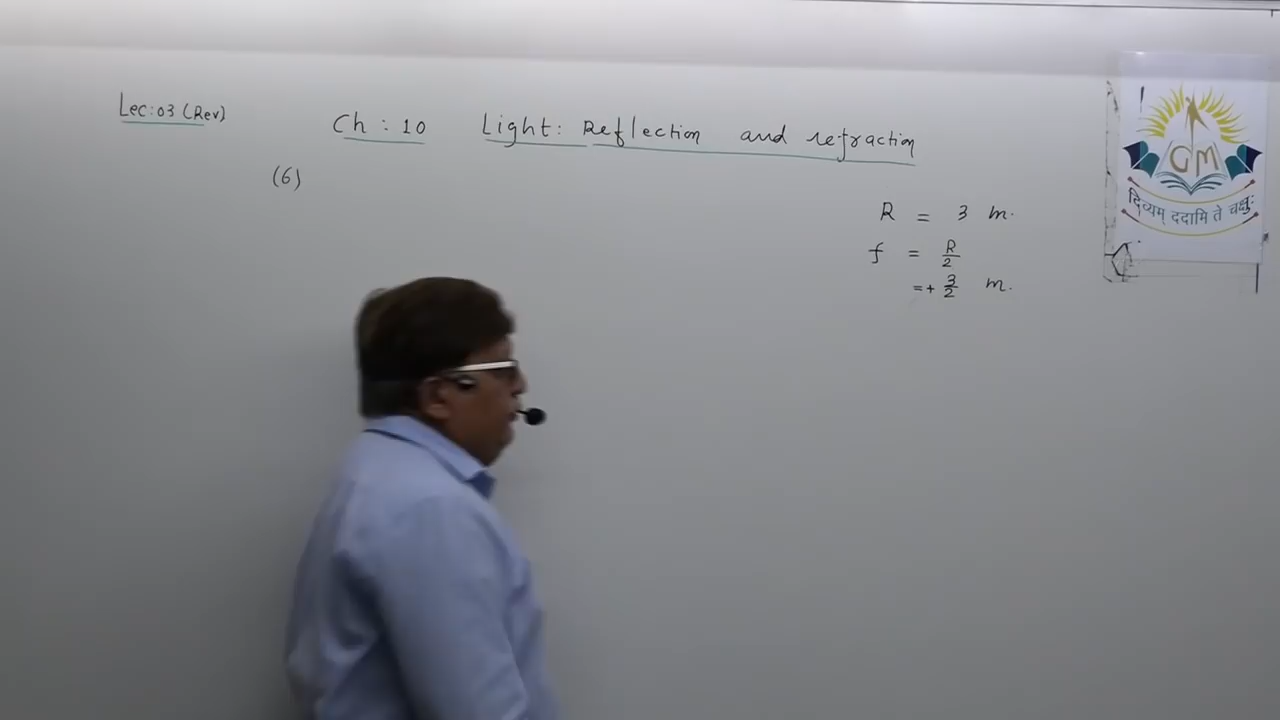 Lec:03 (Rev)
Ch : 10 Light: Reflection and refraction
(6)
R = 3 m.
f = R/2
= + 3/2 m.
GM
दिव्यम् ददामि ते चक्षुः